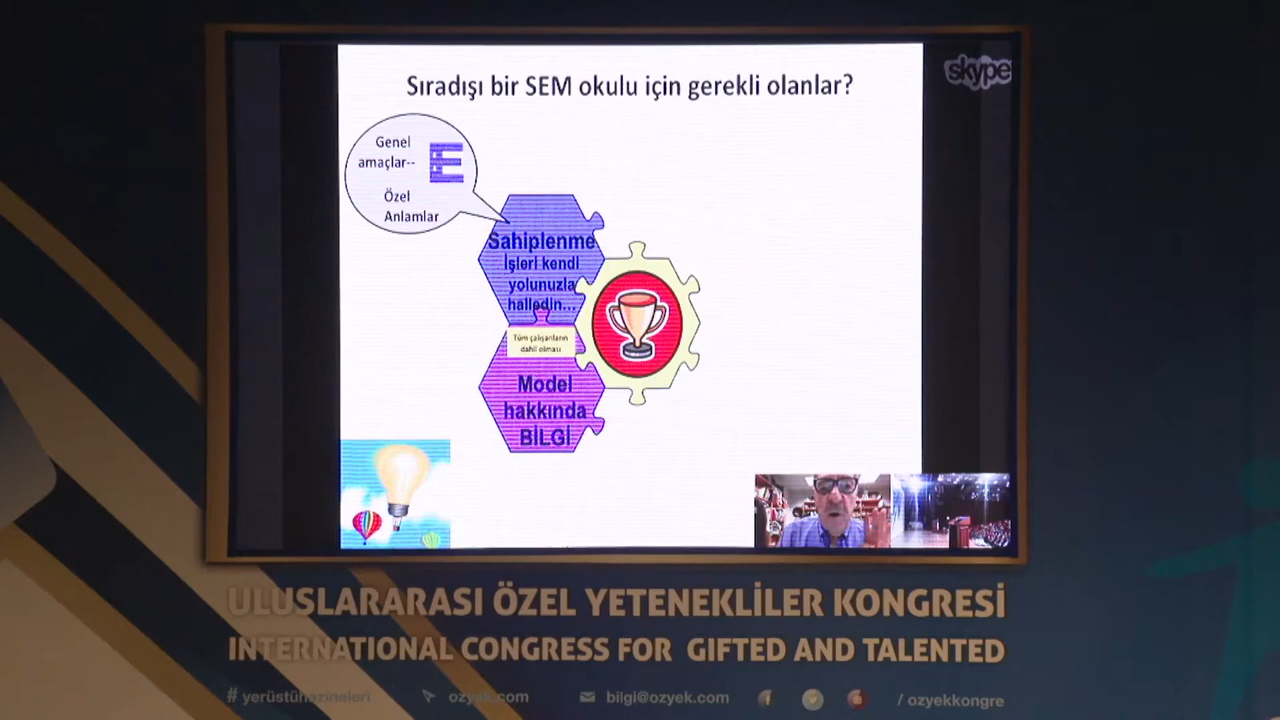 Sıradışı bir SEM okulu için gerekli olanlar?
skype
Genel
amaçlar--
E
Özel
Anlamlar
Sahiplenme
İşleri kendi
yolunuzla
halledin...
Tüm çalışanların
dahil olması
Model
hakkında
BİLGİ
ULUSLARARASI ÖZEL YETENEKLİLER KONGRESİ
INTERNATIONAL CONGRESS FOR GIFTED AND TALENTED
# yerüstühazineleri
ozyek.com
bilgi@ozyek.com
/ ozyekkongre